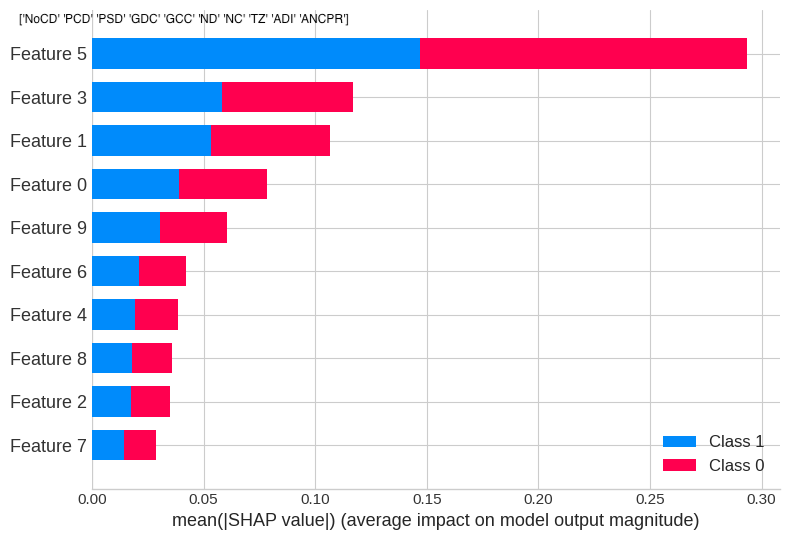 ['NoCD' 'PCD' 'PSD' 'GDC' 'GCC' 'ND' 'NC' 'TZ' 'ADI' 'ANCPR']
Feature 5
Feature 3
Feature 1
Feature 0
Feature 9
Feature 6
Feature 4
Feature 8
Feature 2
Feature 7
Class 1
Class 0
0.00 0.05 0.10 0.15 0.20 0.25 0.30
mean(|SHAP value|) (average impact on model output magnitude)